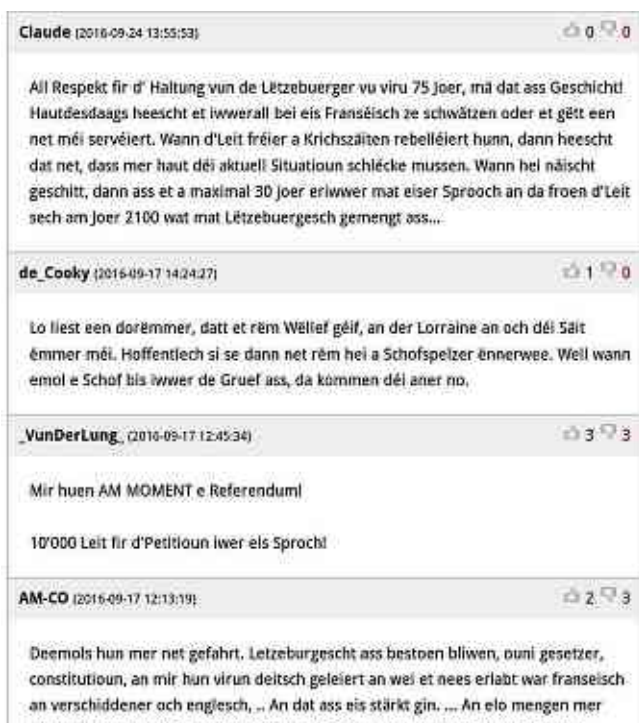 Claude (2016-09-24 13:55:53) 0 0
All Respekt fir d' Haltung vun de Lëtzebuerger vu viru 75 Joer, mä dat ass Geschicht!
Hautdesdaags heescht et iwwerall bei eis Franséisch ze schwätzen oder et gëtt een
net méi servéiert. Wann d'Leit fréier a Krichszäiten rebelléiert hunn, dann heescht
dat net, dass mer haut déi aktuell Situatioun schlécke mussen. Wann hei näischt
geschitt, dann ass et a maximal 30 Joer eriwwer mat eiser Sprooch an da froen d'Leit
sech am Joer 2100 wat mat Lëtzebuergesch gemengt ass...
de_Cooky (2016-09-17 14:24:27) 1 0
Lo liest een dorëmmer, datt et rëm Wëllef géif, an der Lorraine an och déi Säit
ëmmer méi. Hoffentlech si se dann net rëm hei a Schofspelzer ënnerwee. Well wann
emol e Schof bis iwwer de Gruef ass, da kommen déi aner no.
_VunDerLung_ (2016-09-17 12:45:34) 3 3
Mir huen AM MOMENT e Referendum!
10'000 Leit fir d'Petitioun iwer eis Sproch!
AM-CO (2016-09-17 12:13:19) 2 3
Deemols hun mer net gefahrt. Letzeburgescht ass bestoen bliwen, ouni gesetzer,
constitutioun, an mir hun virun deitsch geleiert an wei et nees erlabt war franseisch
an verschiddener och englesch, .. An dat ass eis stärkt gin. ... An elo mengen mer